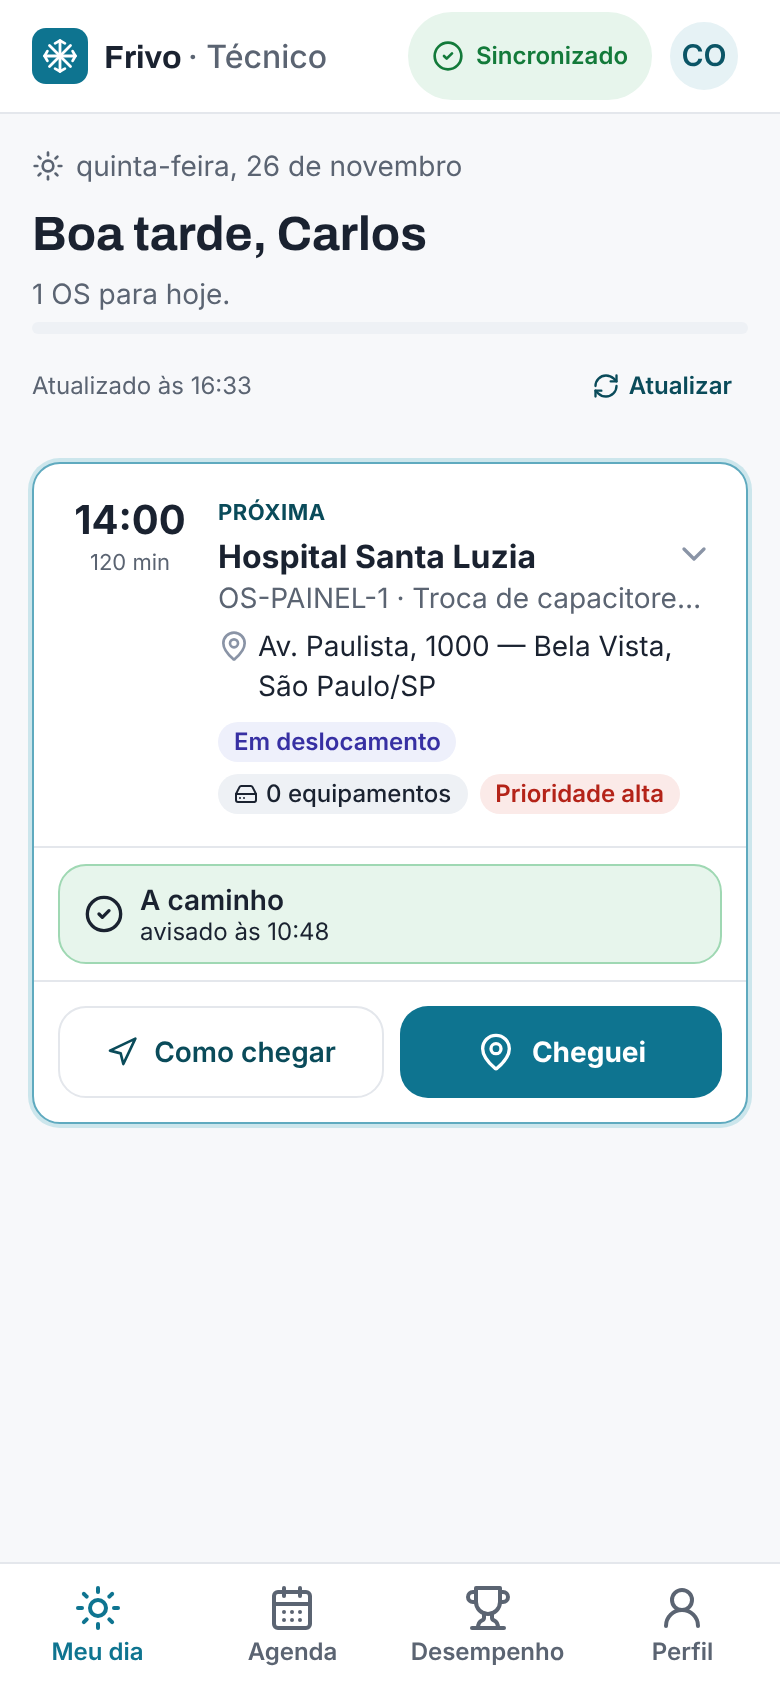 Frivo · Técnico
Sincronizado
CO
quinta-feira, 26 de novembro
Boa tarde, Carlos
1 OS para hoje.
Atualizado às 16:33
Atualizar
14:00
120 min
PRÓXIMA
Hospital Santa Luzia
OS-PAINEL-1 · Troca de capacitore...
Av. Paulista, 1000 — Bela Vista,
São Paulo/SP
Em deslocamento
0 equipamentos
Prioridade alta
A caminho
avisado às 10:48
Como chegar
Cheguei
Meu dia
Agenda
Desempenho
Perfil